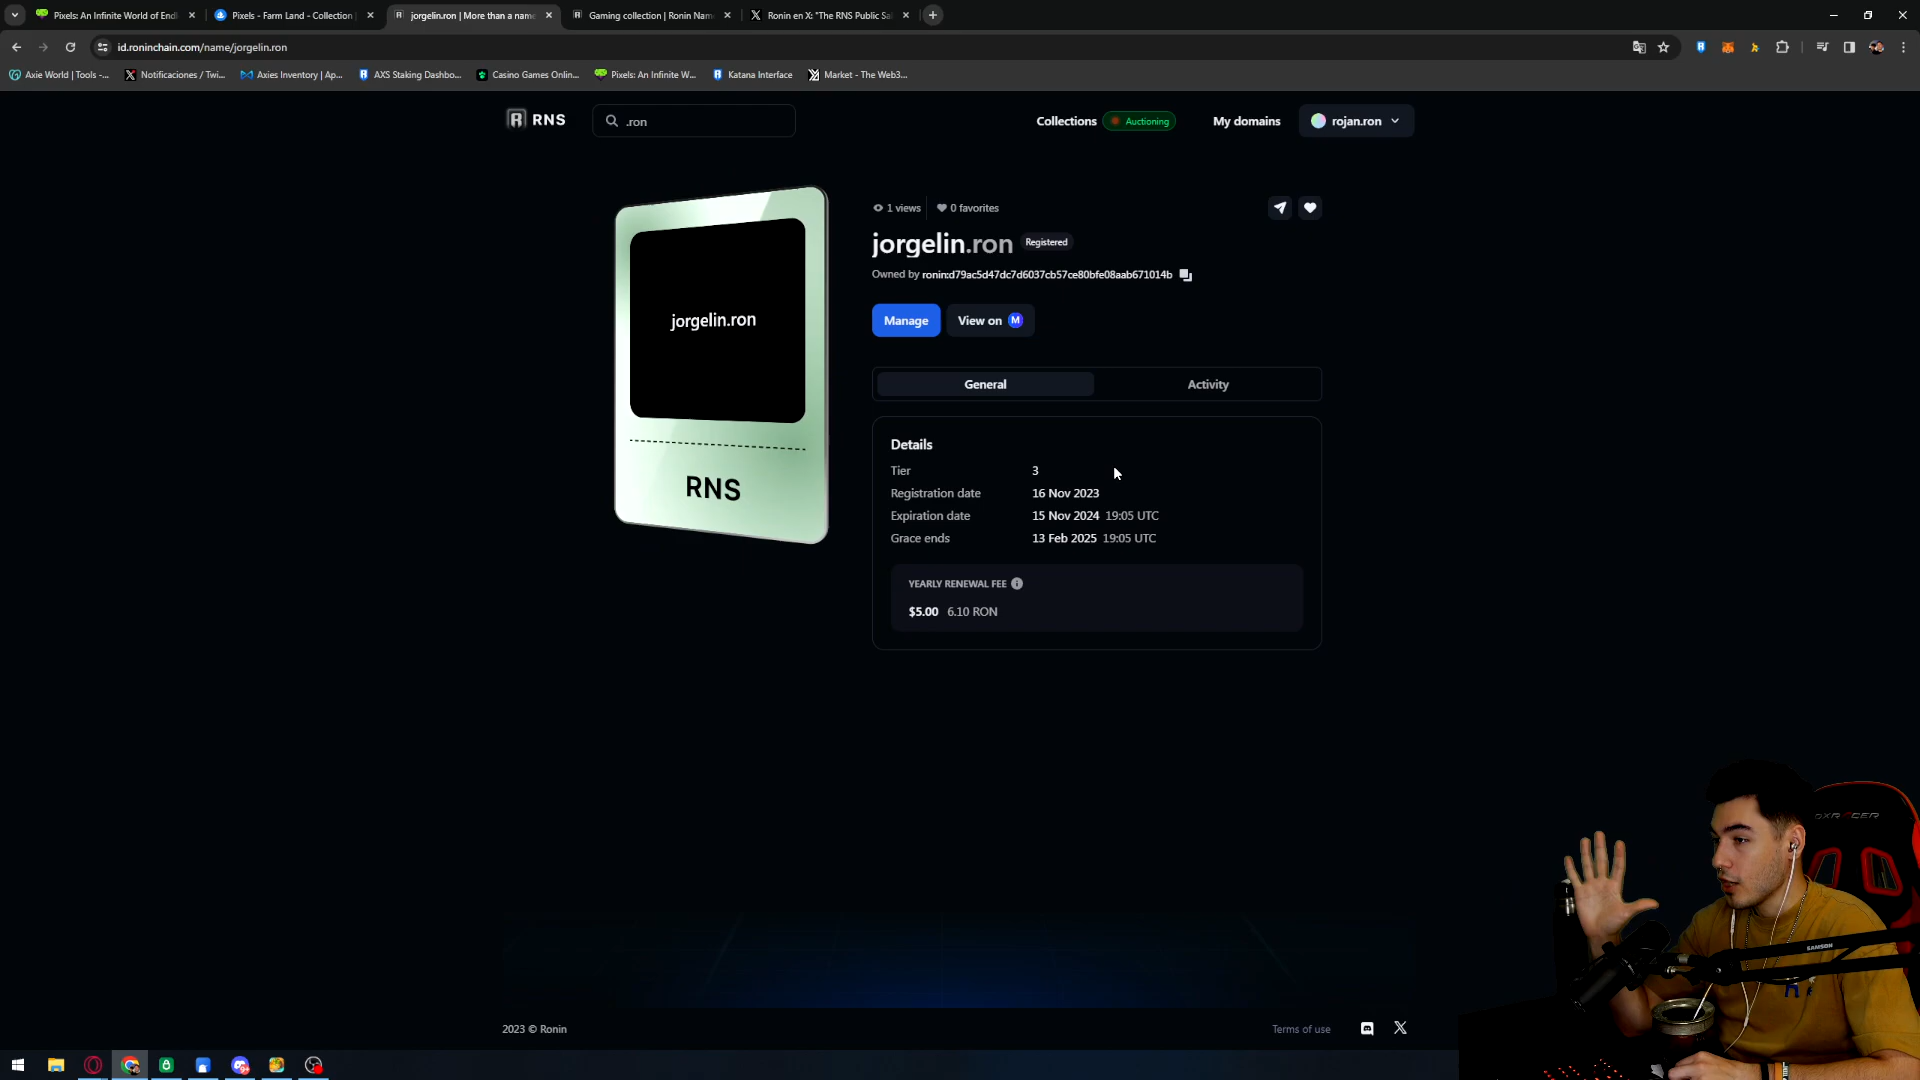 Pixels: An Infinite World of Endl
Pixels - Farm Land - Collection
jorgelin.ron | More than a name
Gaming collection | Ronin Nam
Ronin en X: "The RNS Public Sa
id.roninchain.com/name/jorgelin.ron
Axie World | Tools -...
Notificaciones / Twi...
Axies Inventory | Ap...
AXS Staking Dashbo...
Casino Games Onlin...
Pixels: An Infinite W...
Katana Interface
Market - The Web3...
RNS
.ron
Collections
Auctioning
My domains
rojan.ron
1 views
0 favorites
jorgelin.ron
Registered
Owned by ronin:d79ac5d47dc7d6037cb57ce80bfe08aab671014b
Manage
View on
jorgelin.ron
RNS
General
Activity
Details
Tier 3
Registration date 16 Nov 2023
Expiration date 15 Nov 2024 19:05 UTC
Grace ends 13 Feb 2025 19:05 UTC
YEARLY RENEWAL FEE
$5.00 6.10 RON
2023 © Ronin
Terms of use
SAMSON